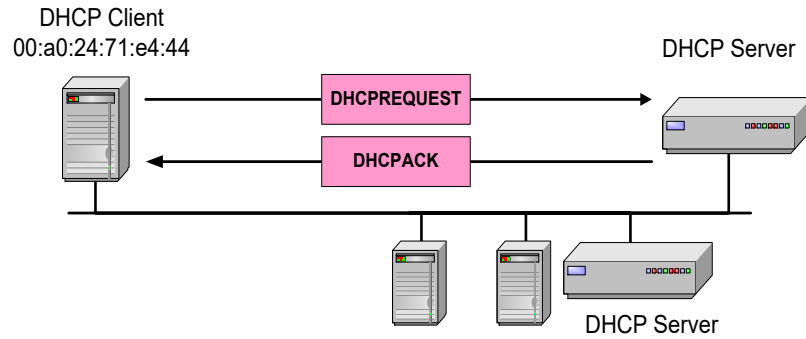 DHCP Client
00:a0:24:71:e4:44
DHCP Server
DHCPREQUEST
DHCPACK
DHCP Server